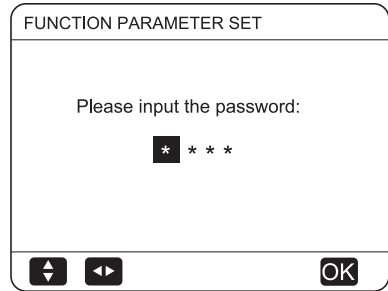 FUNCTION PARAMETER SET
Please input the password:
* * * *
OK